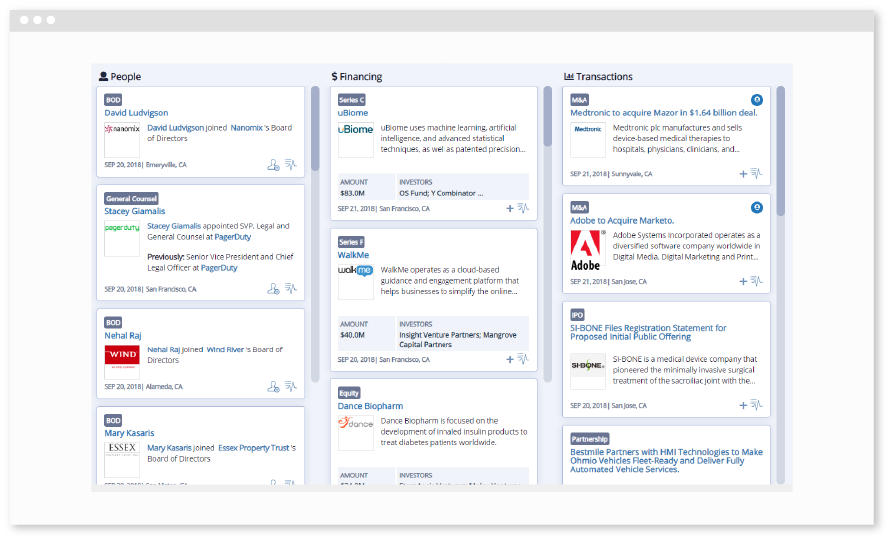 People
BOD
David Ludvigson
nanomix
David Ludvigson joined Nanomix 's Board
of Directors
SEP 20, 2018| Emeryville, CA
General Counsel
Stacey Giamalis
pagerduty
Stacey Giamalis appointed SVP, Legal and
General Counsel at PagerDuty
Previously: Senior Vice President and Chief
Legal Officer at PagerDuty
SEP 20, 2018| San Francisco, CA
BOD
Nehal Raj
WIND
Nehal Raj joined Wind River 's Board of
Directors
SEP 20, 2018| Alameda, CA
BOD
Mary Kasaris
ESSEX
Mary Kasaris joined Essex Property Trust 's
Board of Directors
$ Financing
Series C
uBiome
uBiome
uBiome uses machine learning, artificial
intelligence, and advanced statistical
techniques, as well as patented precision...
AMOUNT INVESTORS
$83.0M OS Fund; Y Combinator ...
SEP 21, 2018| San Francisco, CA
Series F
WalkMe
walkme
WalkMe operates as a cloud-based
guidance and engagement platform that
helps businesses to simplify the online...
AMOUNT INVESTORS
$40.0M Insight Venture Partners; Mangrove
Capital Partners
SEP 20, 2018| San Francisco, CA
Equity
Dance Biopharm
dance
Dance Biopharm is focused on the
development of inhaled insulin products to
treat diabetes patients worldwide.
AMOUNT INVESTORS
Transactions
M&A
Medtronic to acquire Mazor in $1.64 billion deal.
Medtronic
Medtronic plc manufactures and sells
device-based medical therapies to
hospitals, physicians, clinicians, and...
SEP 21, 2018| Sunnyvale, CA
M&A
Adobe to Acquire Marketo.
Adobe
Adobe Systems Incorporated operates as a
diversified software company worldwide in
Digital Media, Digital Marketing and Print...
SEP 21, 2018| San Jose, CA
IPO
SI-BONE Files Registration Statement for
Proposed Initial Public Offering
SI-BONE
SI-BONE is a medical device company that
pioneered the minimally invasive surgical
treatment of the sacroiliac joint with the...
SEP 20, 2018| San Jose, CA
Partnership
Bestmile Partners with HMI Technologies to Make
Ohmio Vehicles Fleet-Ready and Deliver Fully
Automated Vehicle Services.